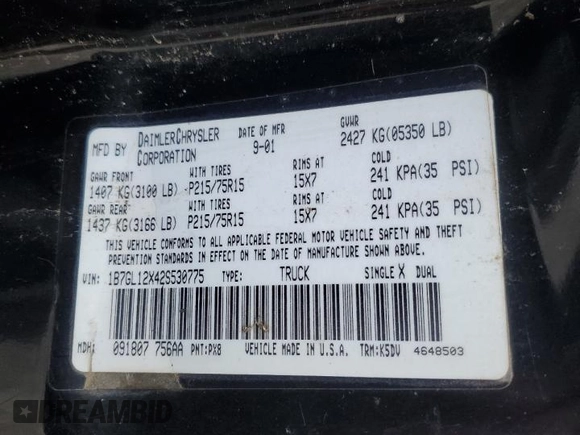 MFD BY DAIMLERCHRYSLER CORPORATION DATE OF MFR 9-01 GVWR 2427 KG(05350 LB)
GAWR FRONT WITH TIRES RIMS AT COLD
1407 KG(3100 LB) P215/75R15 15X7 241 KPA(35 PSI)
GAWR REAR WITH TIRES RIMS AT COLD
1437 KG(3166 LB) P215/75R15 15X7 241 KPA(35 PSI)
THIS VEHICLE CONFORMS TO ALL APPLICABLE FEDERAL MOTOR VEHICLE SAFETY AND THEFT
PREVENTION STANDARDS IN EFFECT ON THE DATE OF MANUFACTURE SHOWN ABOVE.
VIN: 1B7GL12X42S530775 TYPE: TRUCK SINGLE X DUAL
MDH: 091807 756AA PNT:PX8 VEHICLE MADE IN U.S.A. TRM:K5DV 4648503
DREAMBID